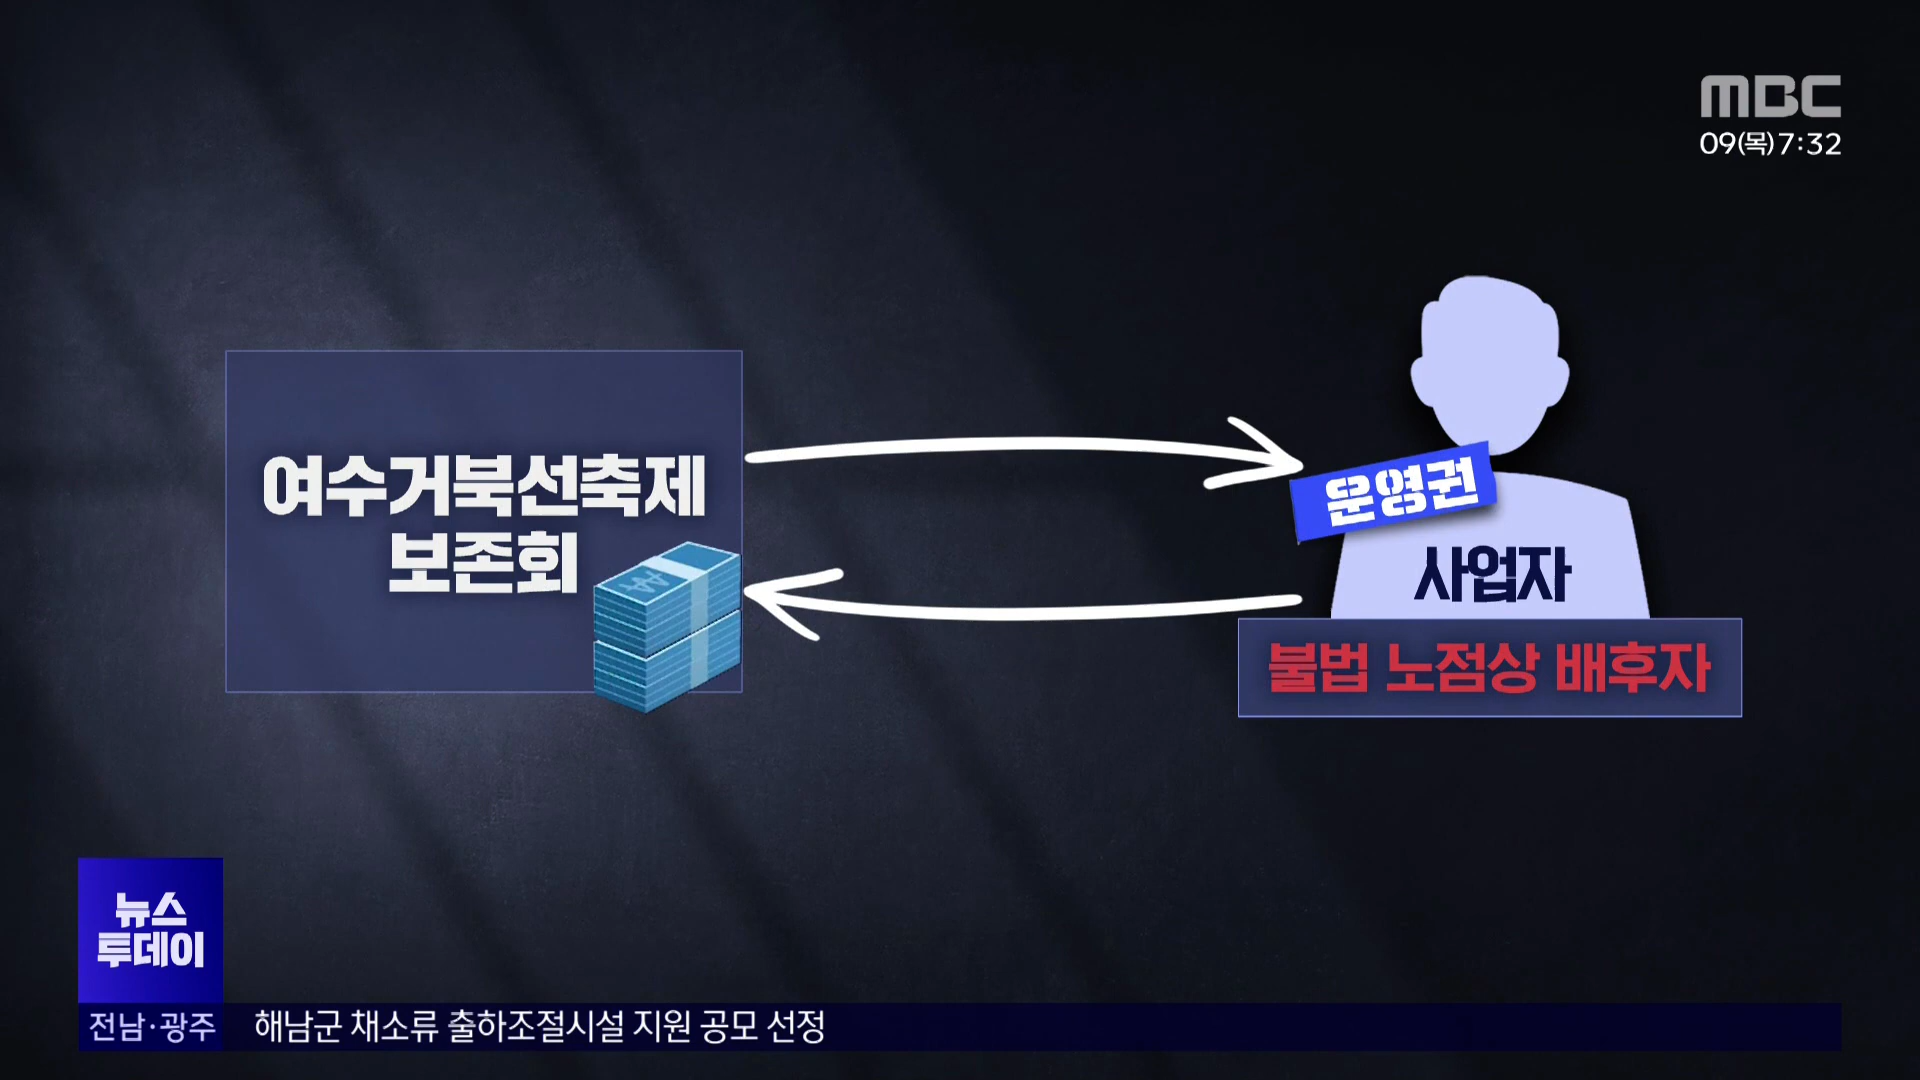 MBC
09(목)7:32
여수거북선축제
보존회
운영권
사업자
불법 노점상 배후자
뉴스
투데이
전남·광주
해남군 채소류 출하조절시설 지원 공모 선정